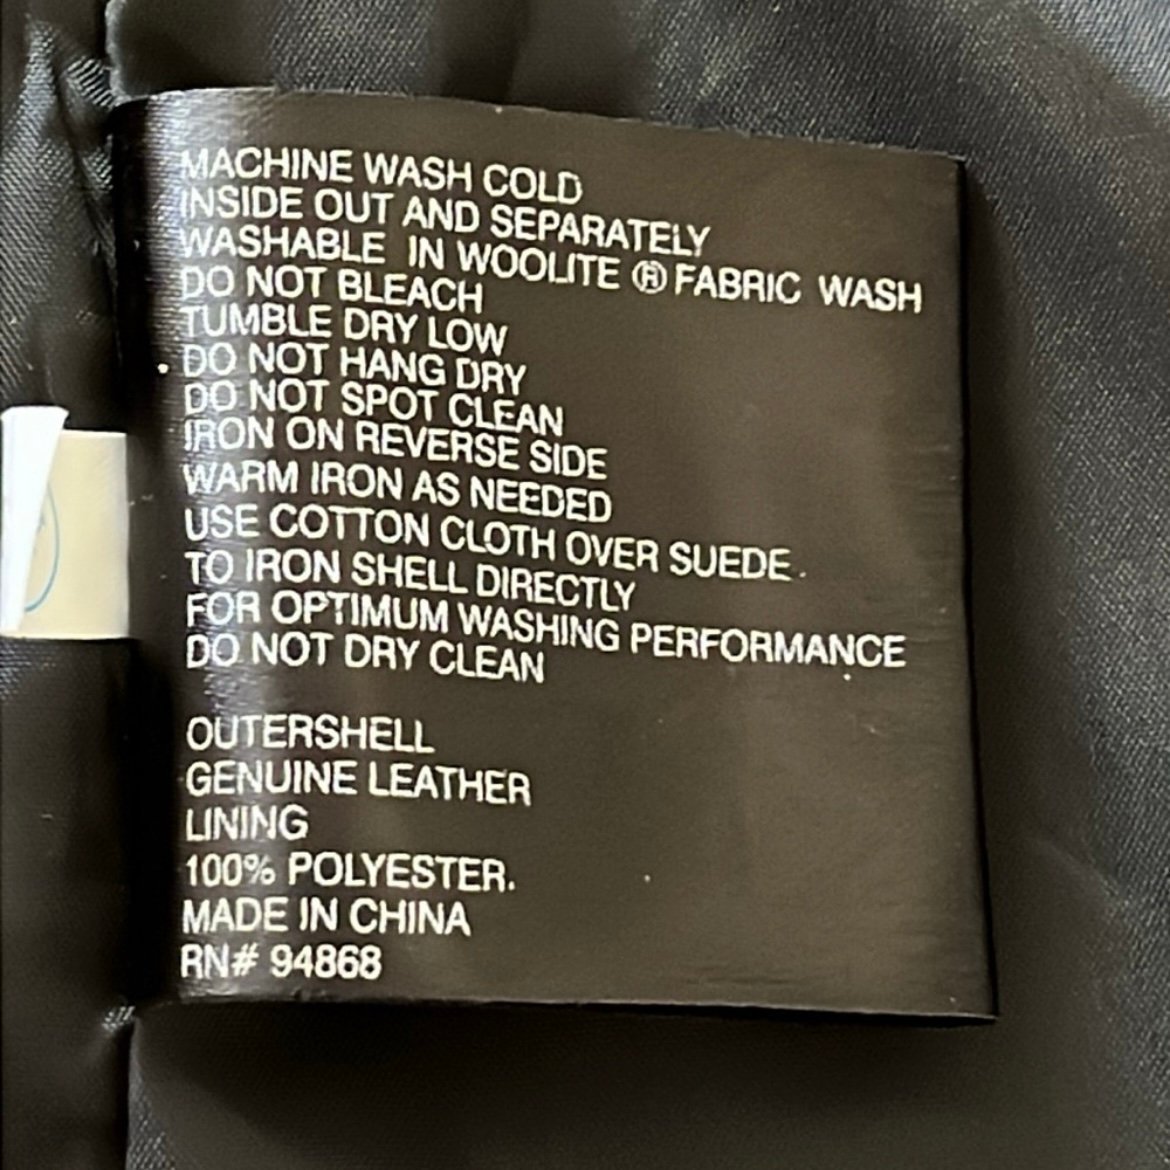 MACHINE WASH COLD
INSIDE OUT AND SEPARATELY
WASHABLE IN WOOLITE ® FABRIC WASH
DO NOT BLEACH
TUMBLE DRY LOW
DO NOT HANG DRY
DO NOT SPOT CLEAN
IRON ON REVERSE SIDE
WARM IRON AS NEEDED
USE COTTON CLOTH OVER SUEDE.
TO IRON SHELL DIRECTLY
FOR OPTIMUM WASHING PERFORMANCE
DO NOT DRY CLEAN
OUTERSHELL
GENUINE LEATHER
LINING
100% POLYESTER.
MADE IN CHINA
RN# 94868